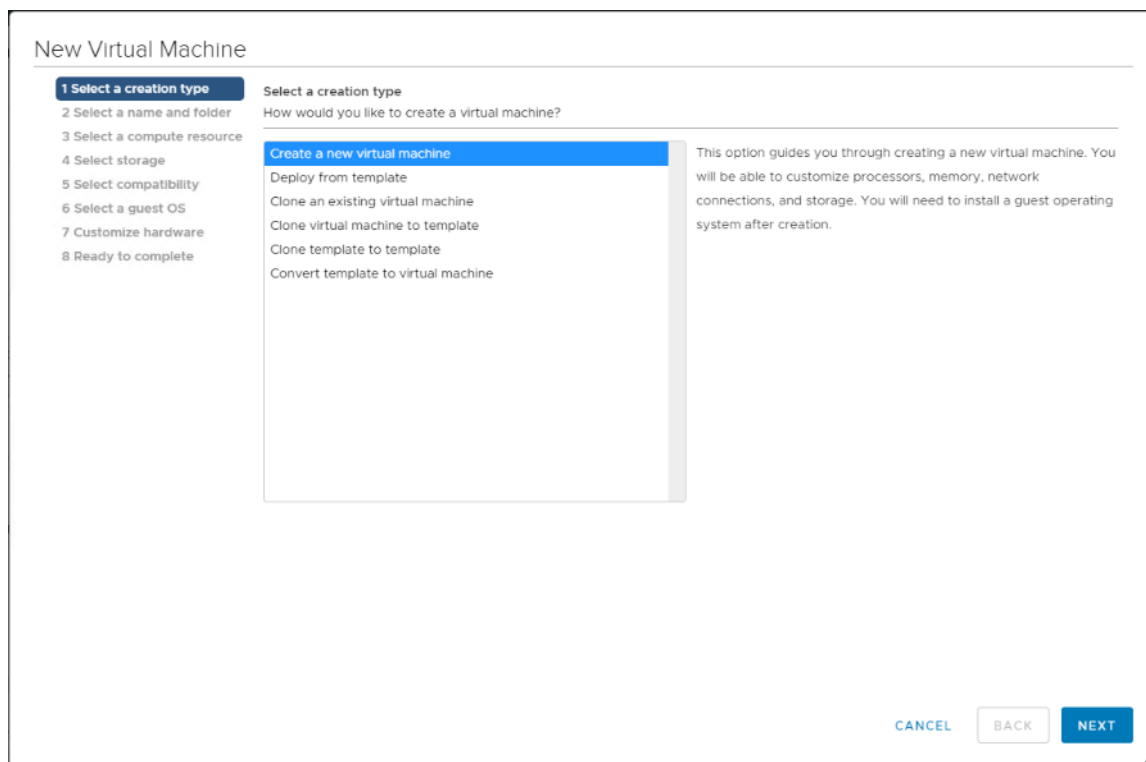 New Virtual Machine
1 Select a creation type
2 Select a name and folder
3 Select a compute resource
4 Select storage
5 Select compatibility
6 Select a guest OS
7 Customize hardware
8 Ready to complete
Select a creation type
How would you like to create a virtual machine?
Create a new virtual machine
Deploy from template
Clone an existing virtual machine
Clone virtual machine to template
Clone template to template
Convert template to virtual machine
This option guides you through creating a new virtual machine. You
will be able to customize processors, memory, network
connections, and storage. You will need to install a guest operating
system after creation.
CANCEL
BACK
NEXT